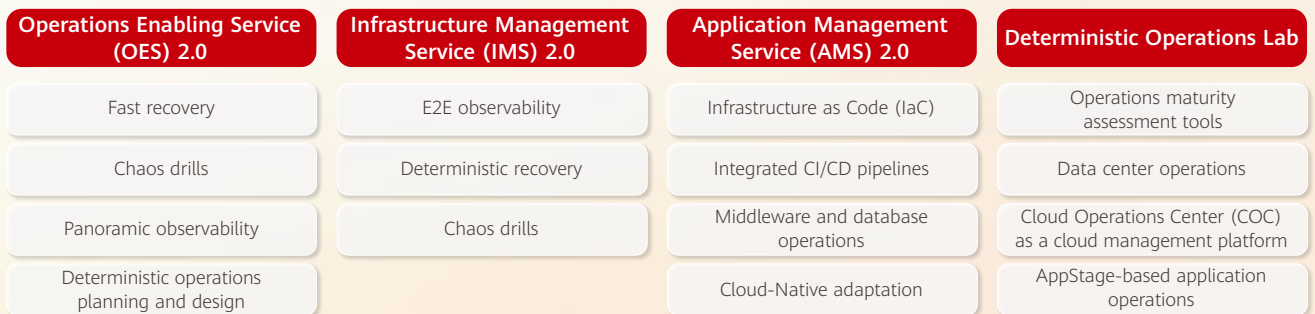 Operations Enabling Service
(OES) 2.0
Fast recovery
Chaos drills
Panoramic observability
Deterministic operations
planning and design
Infrastructure Management
Service (IMS) 2.0
E2E observability
Deterministic recovery
Chaos drills
Application Management
Service (AMS) 2.0
Infrastructure as Code (IaC)
Integrated CI/CD pipelines
Middleware and database
operations
Cloud-Native adaptation
Deterministic Operations Lab
Operations maturity
assessment tools
Data center operations
Cloud Operations Center (COC)
as a cloud management platform
AppStage-based application
operations